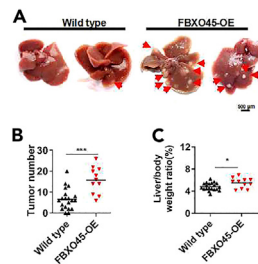 A
Wild type
FBXO45-OE
500 µm
B
Tumor number
30
20
10
0
***
Wild type
FBXO45-OE
C
Liver/body
weight ratio(%)
12
10
8
6
4
2
0
*
Wild type
FBXO45-OE